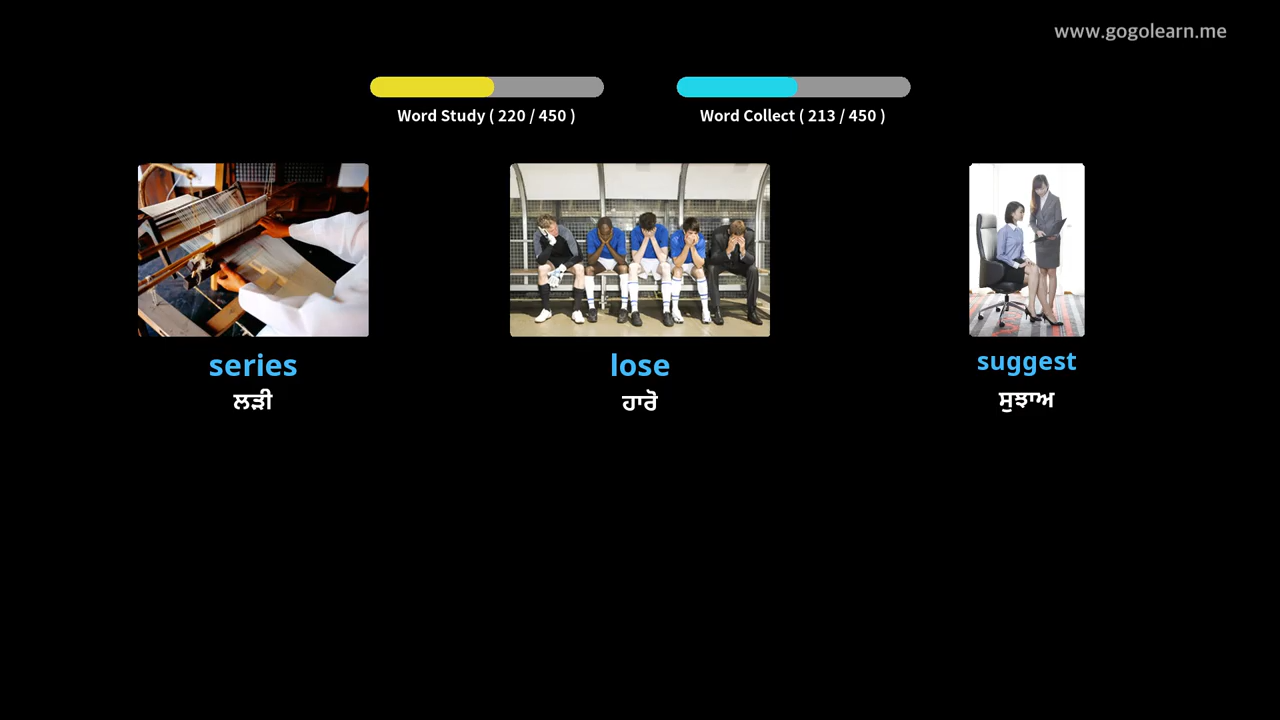 www.gogolearn.me
Word Study ( 220 / 450 )
Word Collect ( 213 / 450 )
series
lose
suggest
ਲੜੀ
ਹਾਰੋ
ਸੁਝਾਅ